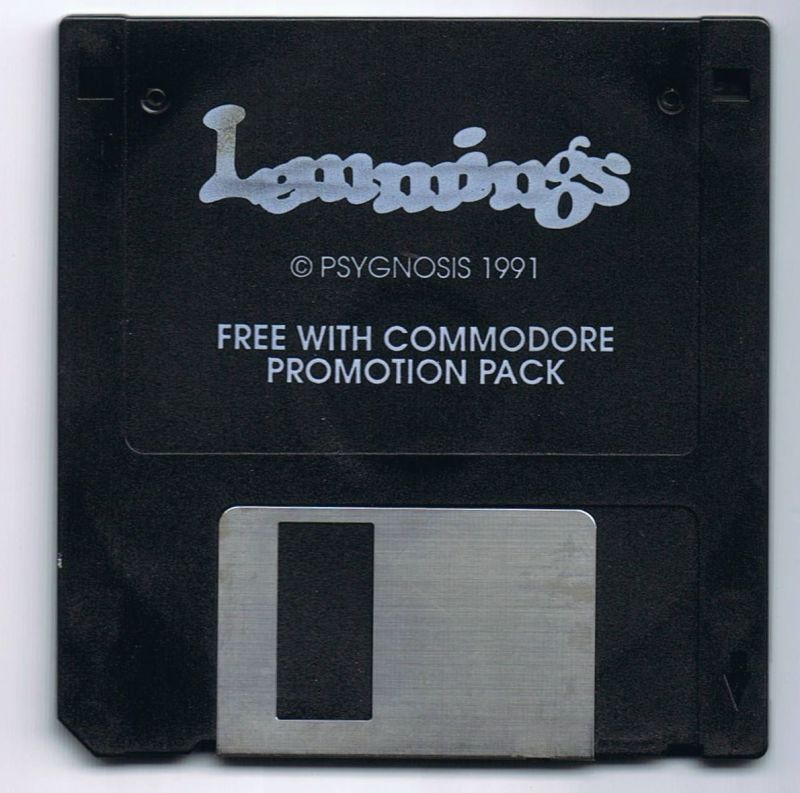 Lemmings
© PSYGNOSIS 1991
FREE WITH COMMODORE
PROMOTION PACK